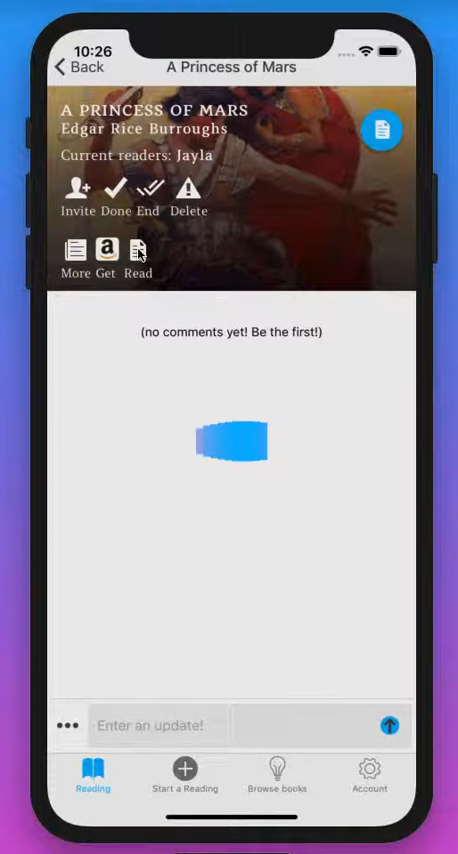 10:26
Back A Princess of Mars
A PRINCESS OF MARS
Edgar Rice Burroughs
Current readers: Jayla
Invite Done End Delete
a
More Get Read
(no comments yet! Be the first!)
Enter an update!
Reading Start a Reading Browse books Account